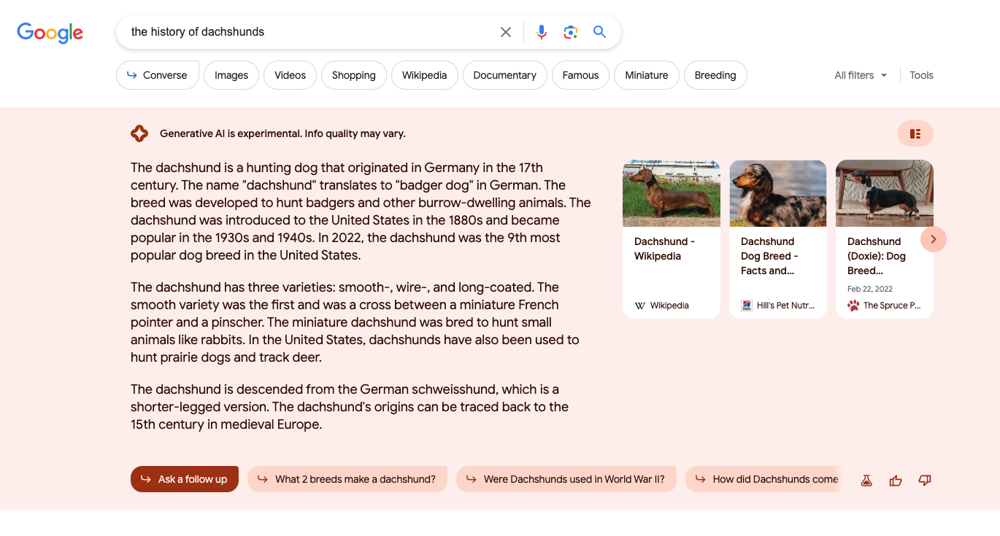 Google
the history of dachshunds
Converse
Images
Videos
Shopping
Wikipedia
Documentary
Famous
Miniature
Breeding
All filters
Tools
Generative AI is experimental. Info quality may vary.
The dachshund is a hunting dog that originated in Germany in the 17th
century. The name "dachshund" translates to "badger dog" in German. The
breed was developed to hunt badgers and other burrow-dwelling animals. The
dachshund was introduced to the United States in the 1880s and became
popular in the 1930s and 1940s. In 2022, the dachshund was the 9th most
popular dog breed in the United States.
The dachshund has three varieties: smooth-, wire-, and long-coated. The
smooth variety was the first and was a cross between a miniature French
pointer and a pinscher. The miniature dachshund was bred to hunt small
animals like rabbits. In the United States, dachshunds have also been used to
hunt prairie dogs and track deer.
The dachshund is descended from the German schweisshund, which is a
shorter-legged version. The dachshund's origins can be traced back to the
15th century in medieval Europe.
Dachshund -
Wikipedia
W Wikipedia
Dachshund
Dog Breed -
Facts and...
Hill's Pet Nutr...
Dachshund
(Doxie): Dog
Breed...
Feb 22, 2022
The Spruce P...
Ask a follow up
What 2 breeds make a dachshund?
Were Dachshunds used in World War II?
How did Dachshunds come